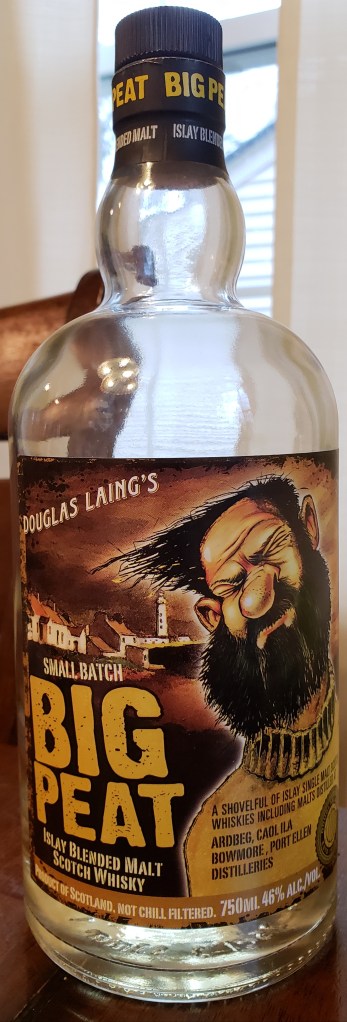 PEAT BIG PE
BLENDED MALT ISLAY BLENDED
DOUGLAS LAING'S
SMALL BATCH
BIG
PEAT
ISLAY BLENDED MALT
SCOTCH WHISKY
A SHOVELFUL OF ISLAY SINGLE MALT
WHISKIES INCLUDING MALTS DISTILLED
ARDBEG, CAOL ILA
BOWMORE, PORT ELLEN
DISTILLERIES
PRODUCT OF SCOTLAND. NOT CHILL FILTERED. 750ML 46% ALC./VOL.